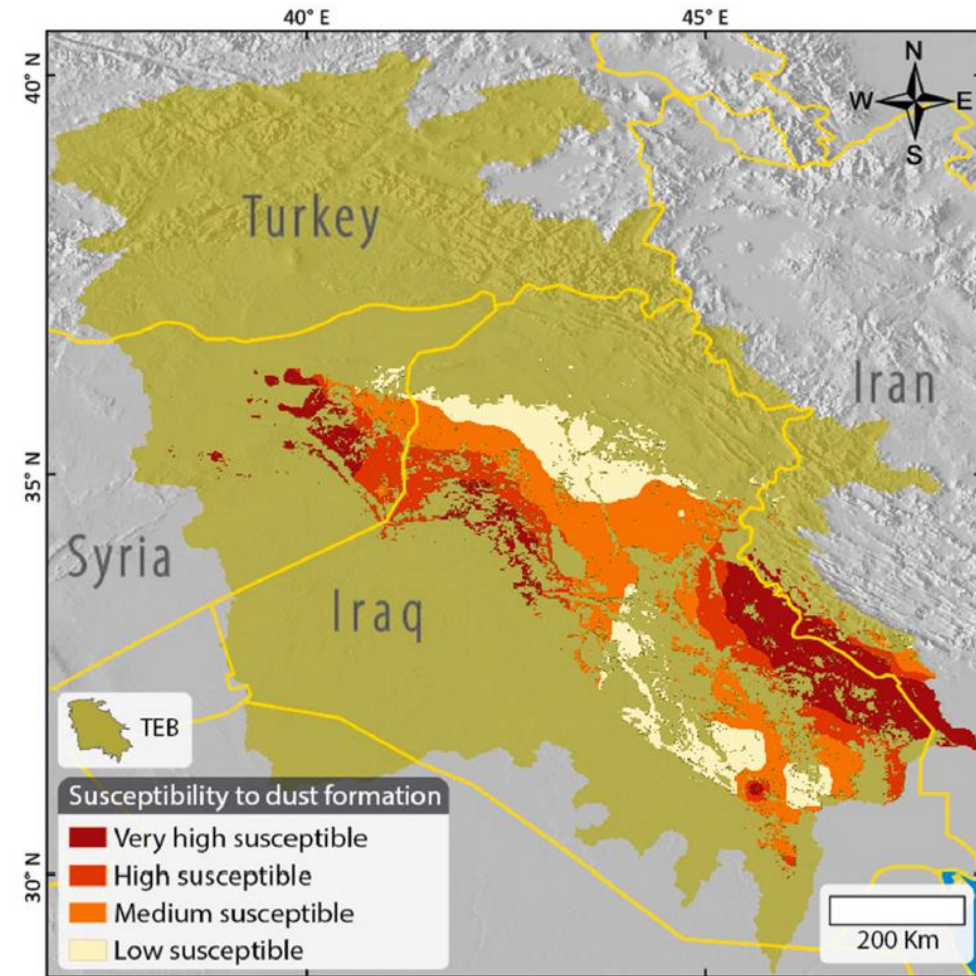 40° E
45° E
40° N
N
W
E
S
Turkey
Iran
35° N
Syria
Iraq
TEB
Susceptibility to dust formation
Very high susceptible
High susceptible
Medium susceptible
Low susceptible
30° N
200 Km